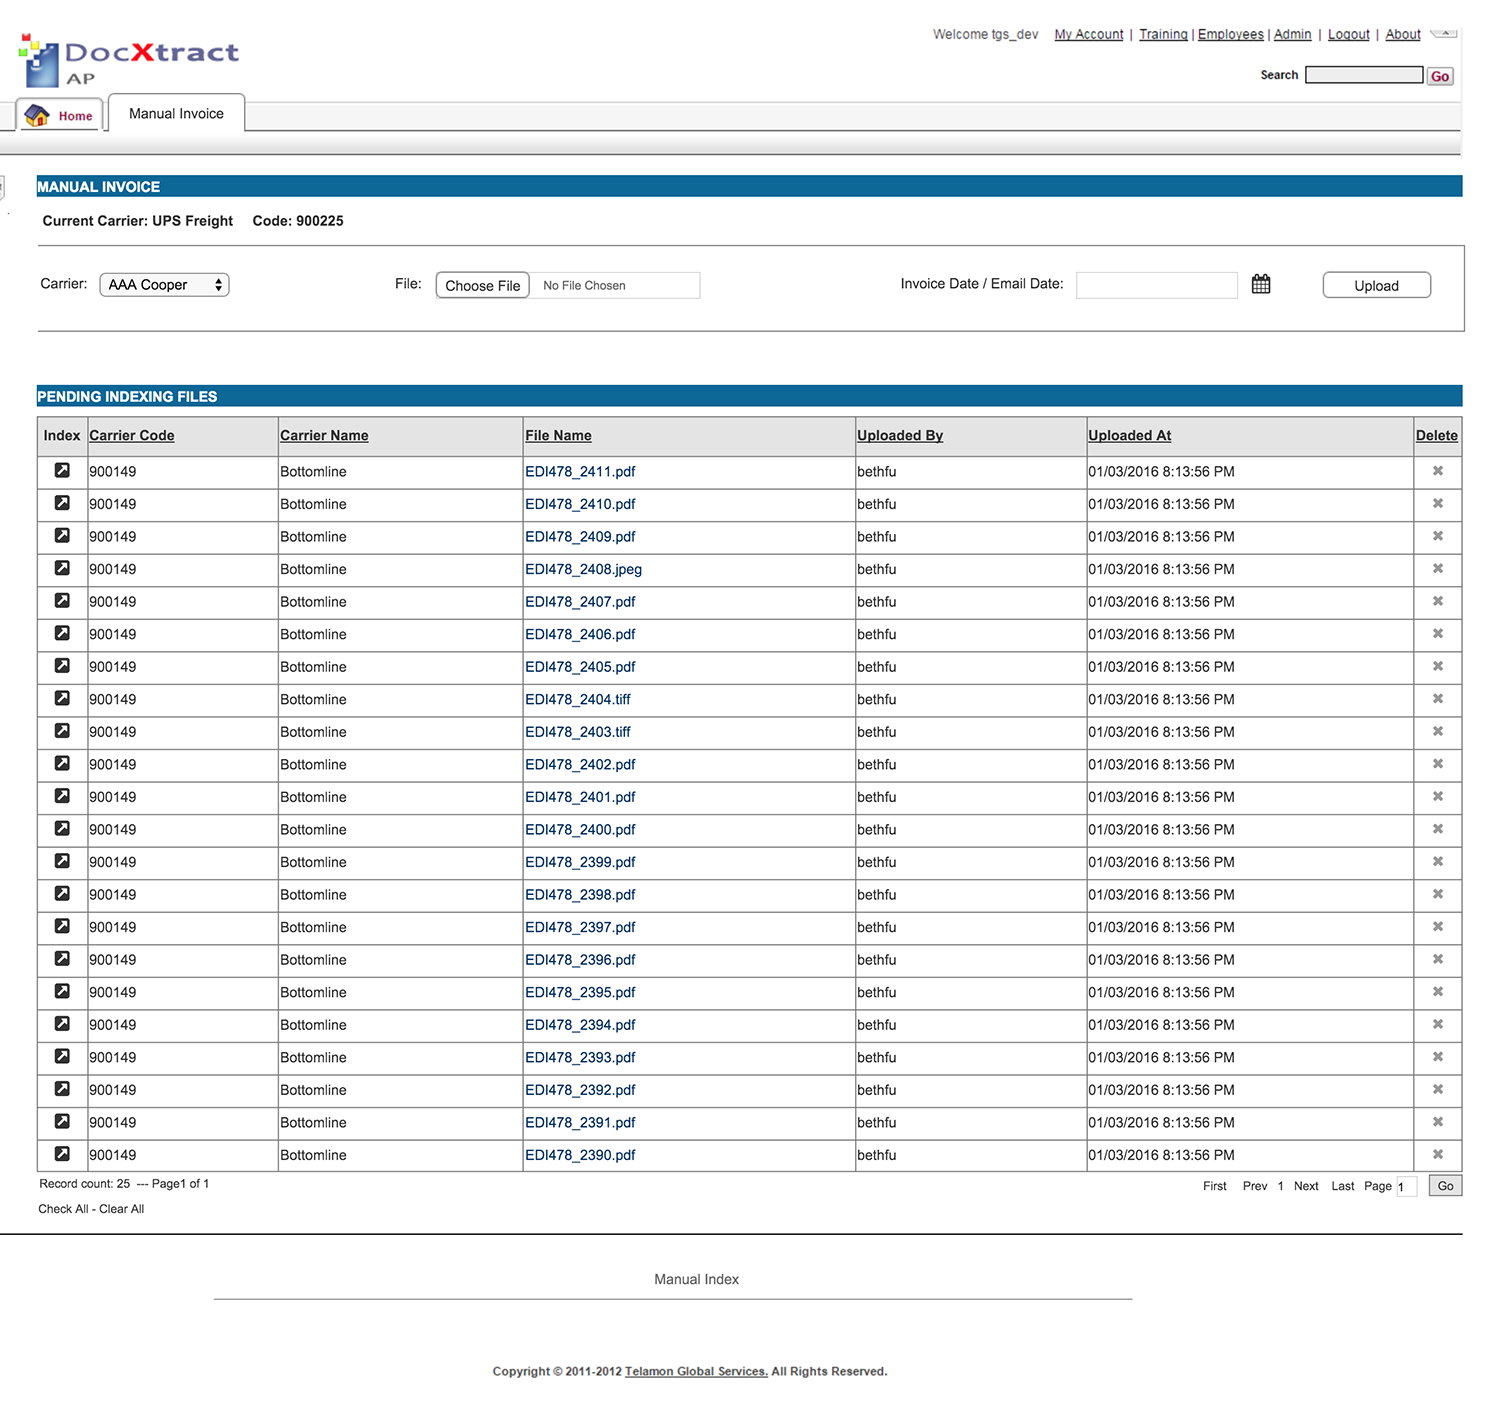 Welcome tgs_dev My Account | Training | Employees | Admin | Logout | About
DocXtract
AP
Search Go
Home Manual Invoice
MANUAL INVOICE
Current Carrier: UPS Freight Code: 900225
Carrier: AAA Cooper File: Choose File No File Chosen Invoice Date / Email Date: Upload
PENDING INDEXING FILES
Index Carrier Code Carrier Name File Name Uploaded By Uploaded At Delete
900149 Bottomline EDI478_2411.pdf bethfu 01/03/2016 8:13:56 PM
900149 Bottomline EDI478_2410.pdf bethfu 01/03/2016 8:13:56 PM
900149 Bottomline EDI478_2409.pdf bethfu 01/03/2016 8:13:56 PM
900149 Bottomline EDI478_2408.jpeg bethfu 01/03/2016 8:13:56 PM
900149 Bottomline EDI478_2407.pdf bethfu 01/03/2016 8:13:56 PM
900149 Bottomline EDI478_2406.pdf bethfu 01/03/2016 8:13:56 PM
900149 Bottomline EDI478_2405.pdf bethfu 01/03/2016 8:13:56 PM
900149 Bottomline EDI478_2404.tiff bethfu 01/03/2016 8:13:56 PM
900149 Bottomline EDI478_2403.tiff bethfu 01/03/2016 8:13:56 PM
900149 Bottomline EDI478_2402.pdf bethfu 01/03/2016 8:13:56 PM
900149 Bottomline EDI478_2401.pdf bethfu 01/03/2016 8:13:56 PM
900149 Bottomline EDI478_2400.pdf bethfu 01/03/2016 8:13:56 PM
900149 Bottomline EDI478_2399.pdf bethfu 01/03/2016 8:13:56 PM
900149 Bottomline EDI478_2398.pdf bethfu 01/03/2016 8:13:56 PM
900149 Bottomline EDI478_2397.pdf bethfu 01/03/2016 8:13:56 PM
900149 Bottomline EDI478_2396.pdf bethfu 01/03/2016 8:13:56 PM
900149 Bottomline EDI478_2395.pdf bethfu 01/03/2016 8:13:56 PM
900149 Bottomline EDI478_2394.pdf bethfu 01/03/2016 8:13:56 PM
900149 Bottomline EDI478_2393.pdf bethfu 01/03/2016 8:13:56 PM
900149 Bottomline EDI478_2392.pdf bethfu 01/03/2016 8:13:56 PM
900149 Bottomline EDI478_2391.pdf bethfu 01/03/2016 8:13:56 PM
900149 Bottomline EDI478_2390.pdf bethfu 01/03/2016 8:13:56 PM
Record count: 25 --- Page1 of 1 First Prev 1 Next Last Page 1 Go
Check All - Clear All
Manual Index
Copyright © 2011-2012 Telamon Global Services. All Rights Reserved.